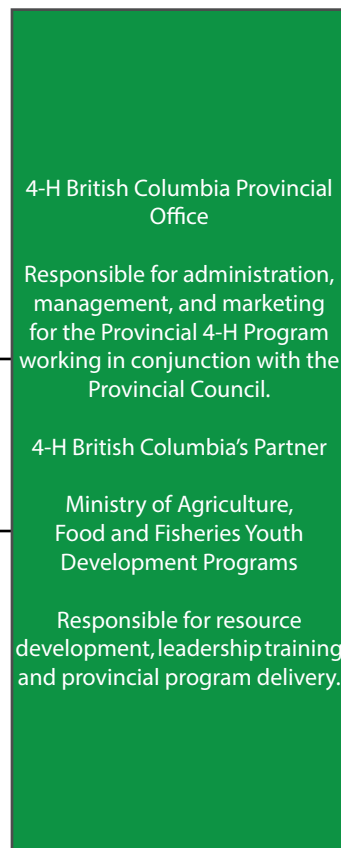 4-H British Columbia Provincial
Office
Responsible for administration,
management, and marketing
for the Provincial 4-H Program
working in conjunction with the
Provincial Council.
4-H British Columbia’s Partner
Ministry of Agriculture,
Food and Fisheries Youth
Development Programs
Responsible for resource
development, leadership training
and provincial program delivery.